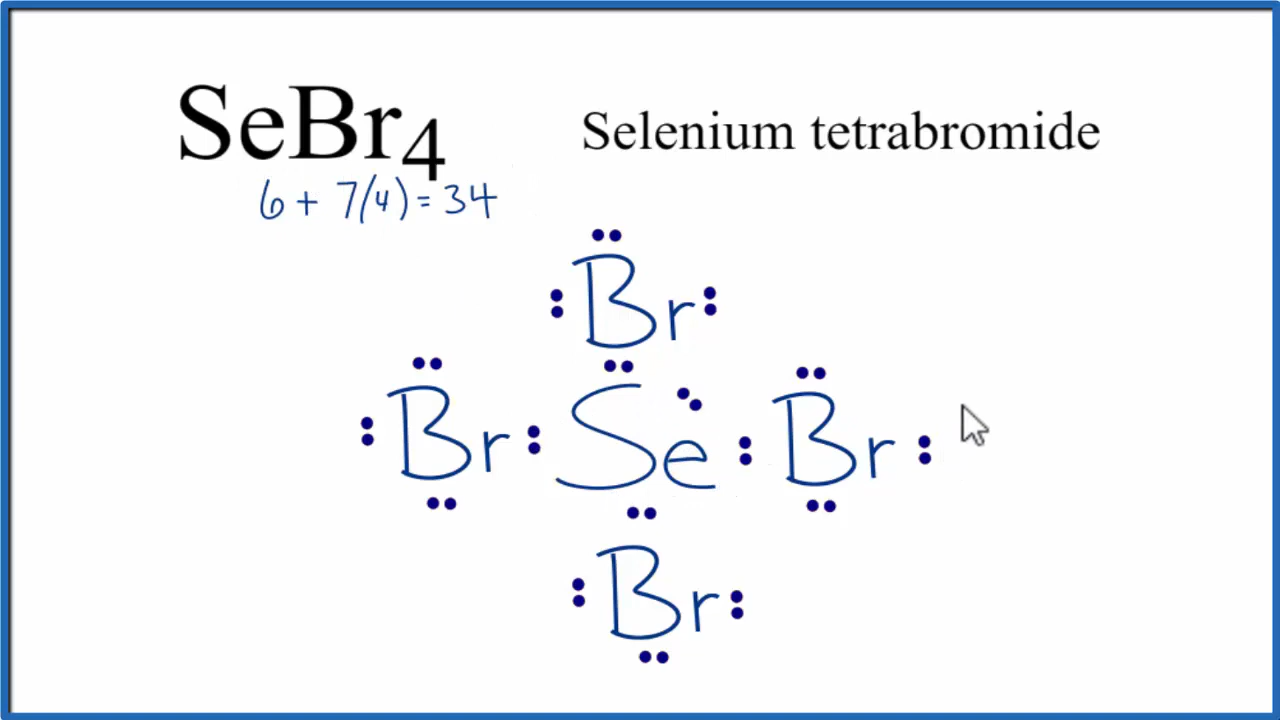 SeBr₄ Selenium tetrabromide
6 + 7(4) = 34
Br
Br Se Br
Br